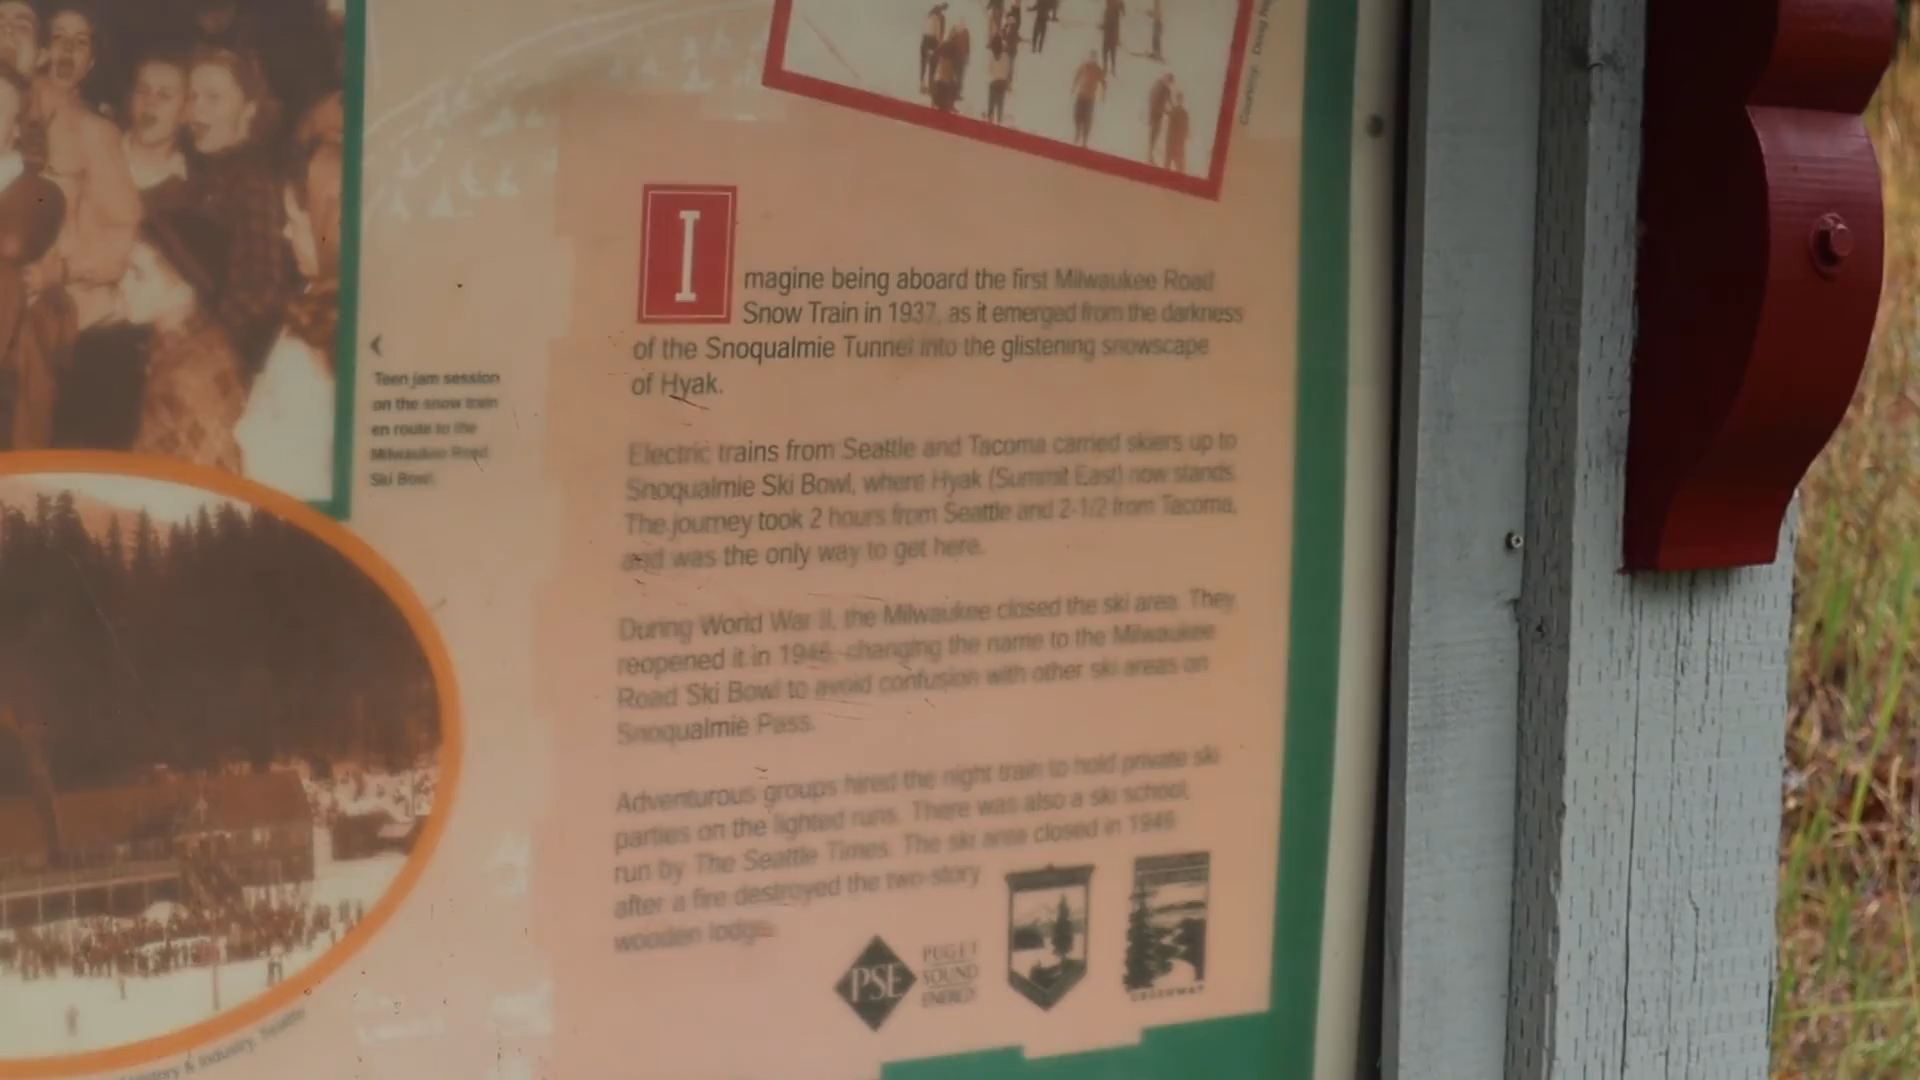 I
magine being aboard the first Milwaukee Road
Snow Train in 1937, as it emerged from the darkness
of the Snoqualmie Tunnel into the glistening snowscape
of Hyak.
Electric trains from Seattle and Tacoma carried skiers up to
Snoqualmie Ski Bowl, where Hyak (Summit East) now stands.
The journey took 2 hours from Seattle and 2-1/2 from Tacoma,
and was the only way to get here.
During World War II, the Milwaukee closed the ski area. They
reopened it in 1946, changing the name to the Milwaukee
Road Ski Bowl to avoid confusion with other ski areas on
Snoqualmie Pass.
Adventurous groups hired the night train to hold private ski
parties on the lighted runs. There was also a ski school,
run by The Seattle Times. The ski area closed in
after a fire destroyed the two-story
wooden lodge.
Teen jam session
on the snow train
en route to the
Milwaukee Road
Ski Bowl.
PSE
PUGET
SOUND
ENERGY
GREENWAY
Courtesy: Doug
& Industry, Seattle